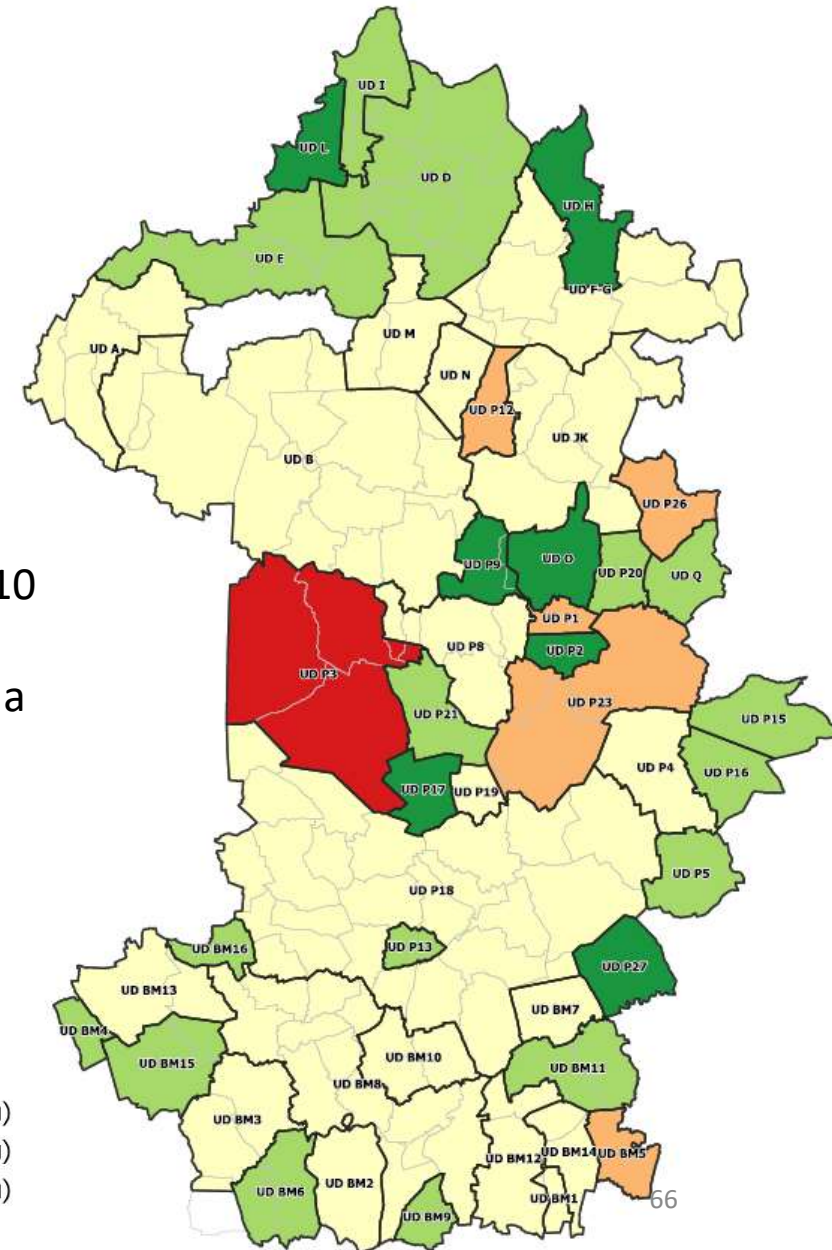 UD I
UD L
UD D
UD H
UD E
UD F-G
UD M
UD A
UD N
UD P12
UD JK
UD B
UD P26
UD P9
UD O
UD P20
UD Q
10
UD P1
UD P8
UD P2
UD P3
a
UD P23
UD P21
UD P15
UD P4
UD P16
UD P17
UD P19
UD P5
UD P18
UD BM16
UD P13
UD P27
UD BM13
UD BM7
UD BM4
UD BM10
UD BM15
UD BM11
UD BM8
)
UD BM3
)
UD BM12
UD BM14
UD BM5
)
UD BM6
UD BM2
UD BM1
66
UD BM9